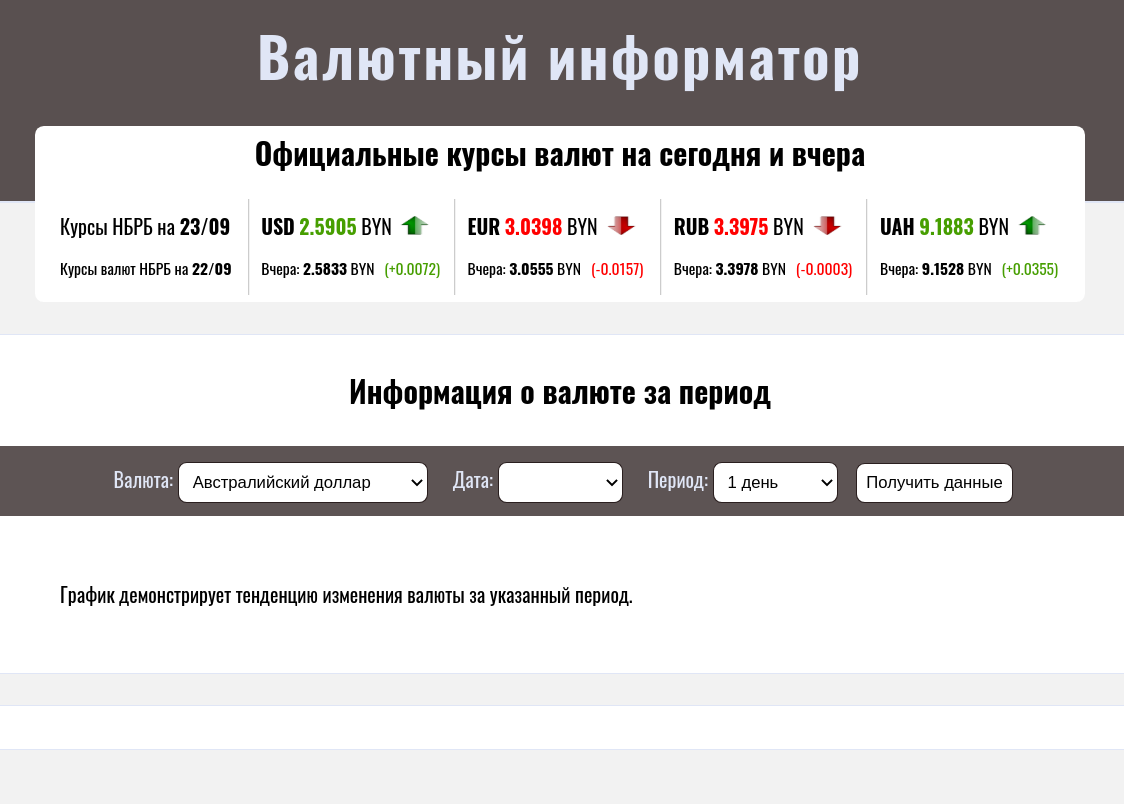 Валютный информатор
Официальные курсы валют на сегодня и вчера
Курсы НБРБ на 23/09
USD 2.5905 BYN
EUR 3.0398 BYN
RUB 3.3975 BYN
UAH 9.1883 BYN
Курсы валют НБРБ на 22/09
Вчера: 2.5833 BYN (+0.0072)
Вчера: 3.0555 BYN (-0.0157)
Вчера: 3.3978 BYN (-0.0003)
Вчера: 9.1528 BYN (+0.0355)
Информация о валюте за период
Валюта: Австралийский доллар Дата: Период: 1 день Получить данные
График демонстрирует тенденцию изменения валюты за указанный период.